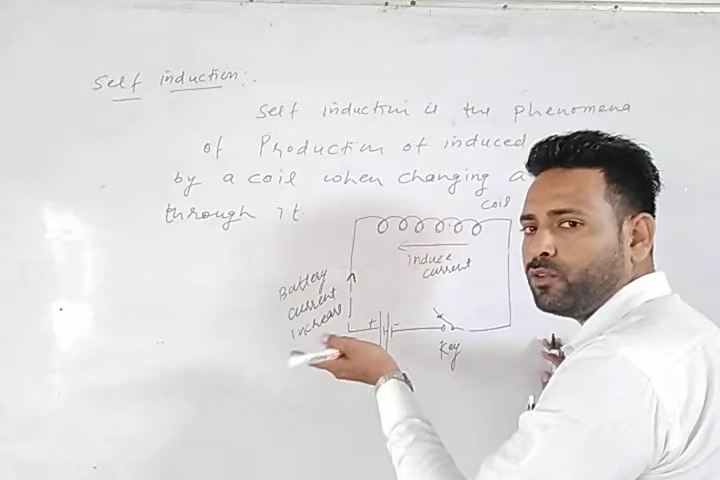 Self induction:-
Self induction is the phenomena
of Production of induced
by a coil when changing a
through it
coil
induce
current
Battery
current
increase
+ -
Key